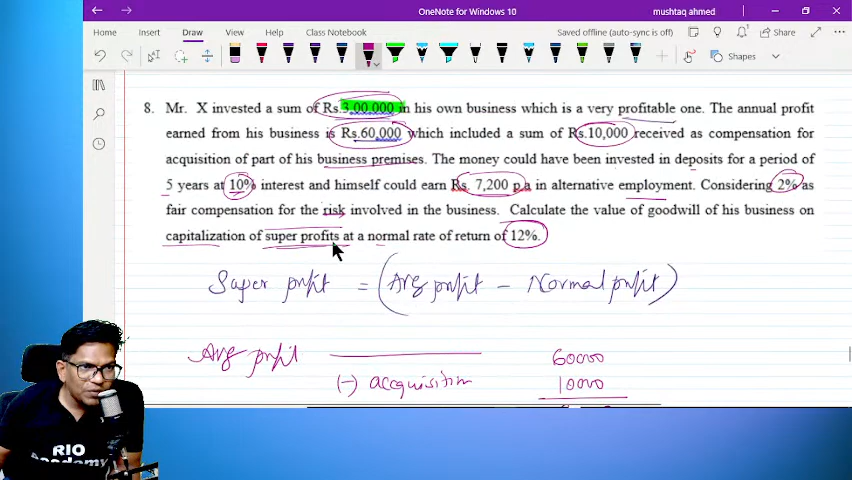 OneNote for Windows 10
mushtaq ahmed
Home Insert Draw View Help Class Notebook
Saved offline (auto-sync is off)
Share
Shapes
8. Mr. X invested a sum of Rs.3,00,000 in his own business which is a very profitable one. The annual profit
earned from his business is Rs.60,000 which included a sum of Rs.10,000 received as compensation for
acquisition of part of his business premises. The money could have been invested in deposits for a period of
5 years at 10% interest and himself could earn Rs. 7,200 p.a in alternative employment. Considering 2% as
fair compensation for the risk involved in the business. Calculate the value of goodwill of his business on
capitalization of super profits at a normal rate of return of 12%.
Super profit = (Avg profit - Normal profit)
Avg profit 60000
(-) acquisition 10000
RIO
Academy